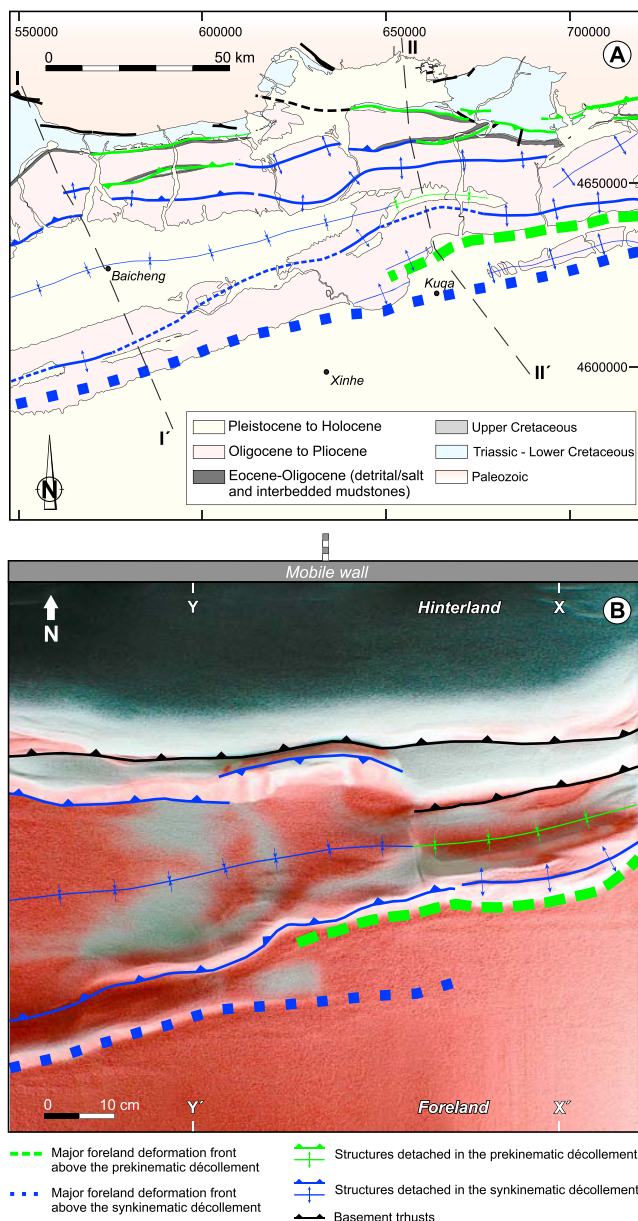 550000 600000 650000 700000
I II A
0 50 km
4650000
Baicheng
Kuqa
4600000
Xinhe
II´
I´
Pleistocene to Holocene
Oligocene to Pliocene
Eocene-Oligocene (detrital/salt
and interbedded mudstones)
Upper Cretaceous
Triassic - Lower Cretaceous
Paleozoic
N
Mobile wall
Y Hinterland X B
N
0 10 cm
Y´ Foreland X´
Major foreland deformation front
above the prekinematic décollement
Major foreland deformation front
above the synkinematic décollement
Structures detached in the prekinematic décollement
Structures detached in the synkinematic décollement
Basement trhusts